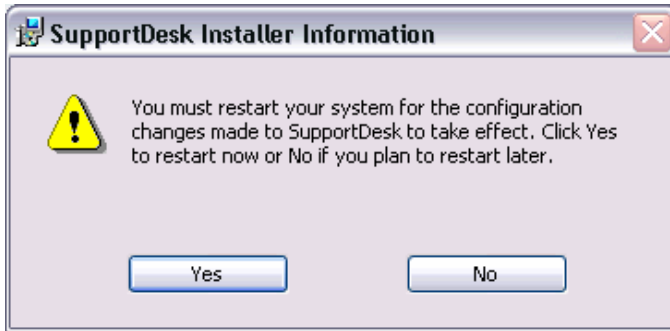 SupportDesk Installer Information
You must restart your system for the configuration
changes made to SupportDesk to take effect. Click Yes
to restart now or No if you plan to restart later.
Yes
No